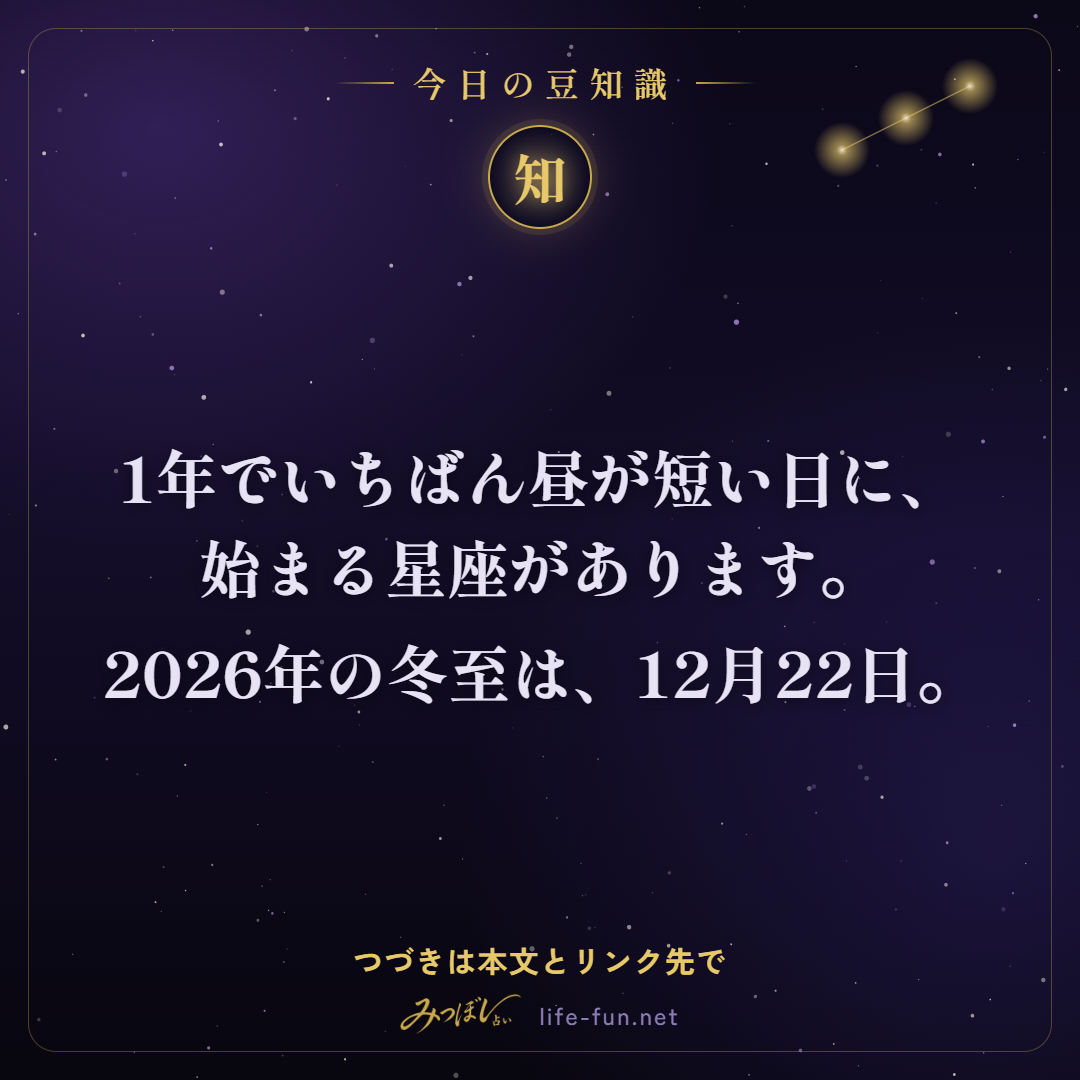 今日の豆知識
知
1年でいちばん昼が短い日に、
始まる星座があります。
2026年の冬至は、12月22日。
つづきは本文とリンク先で
みつぼし占い life-fun.net